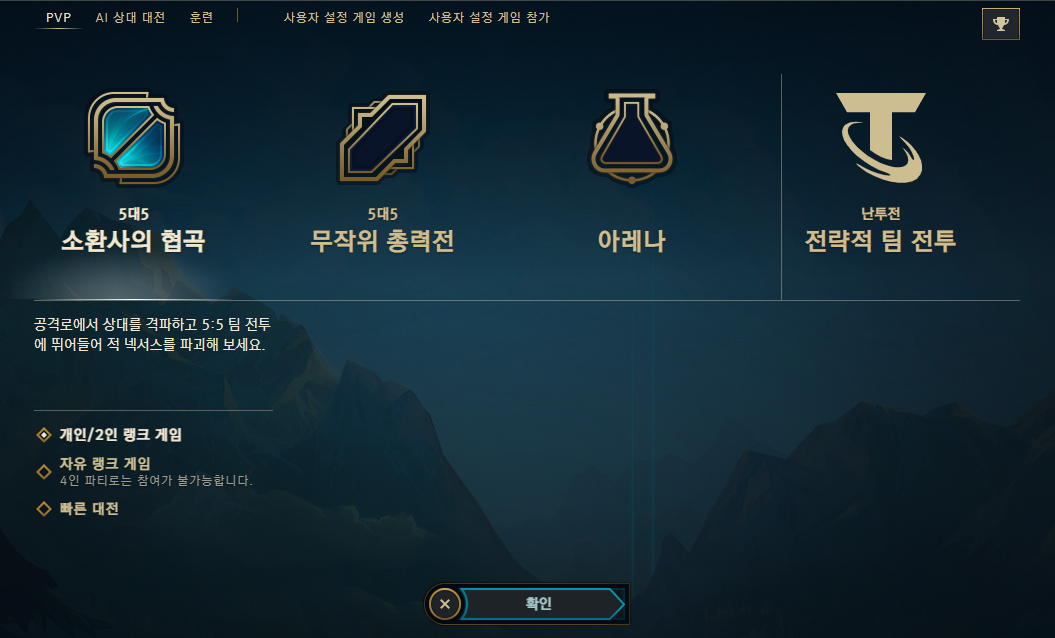 PVP
AI 상대 대전
훈련
사용자 설정 게임 생성
사용자 설정 게임 참가
5대5
소환사의 협곡
5대5
무작위 총력전
아레나
난투전
전략적 팀 전투
공격로에서 상대를 격파하고 5:5 팀 전투
에 뛰어들어 적 넥서스를 파괴해 보세요.
개인/2인 랭크 게임
자유 랭크 게임
4인 파티로는 참여가 불가능합니다.
빠른 대전
확인